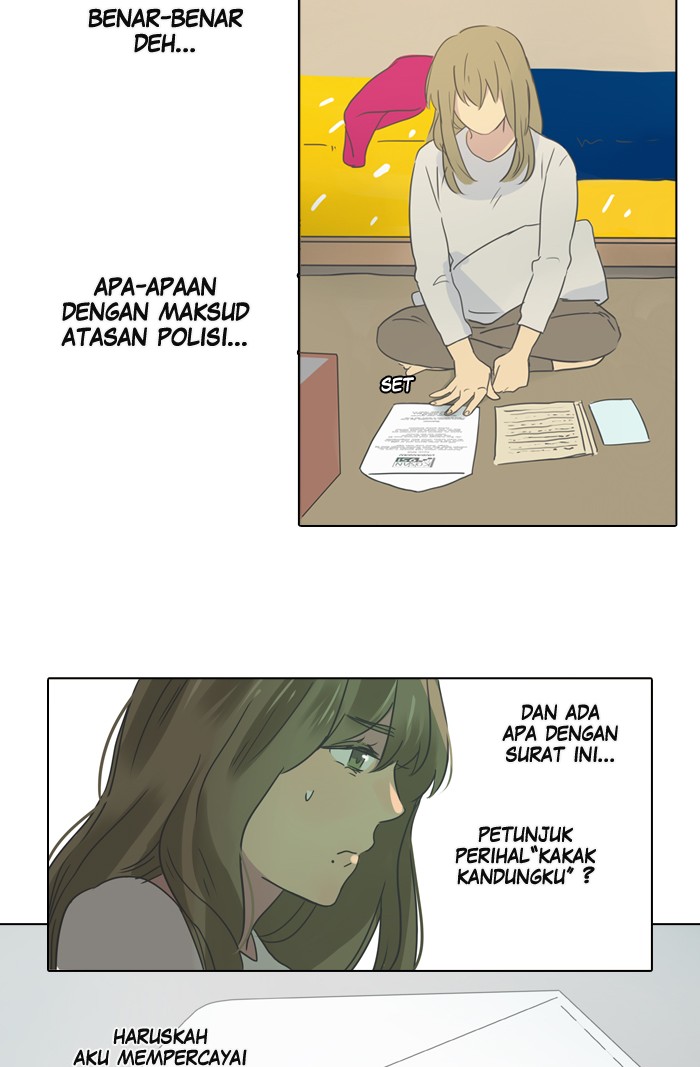 BENAR-BENAR
DEH...
APA-APAAN
DENGAN MAKSUD
ATASAN POLISI...
SET
DAN ADA
APA DENGAN
SURAT INI...
PETUNJUK
PERIHAL "KAKAK
KANDUNGKU" ?
HARUSKAH
AKU MEMPERCAYAI